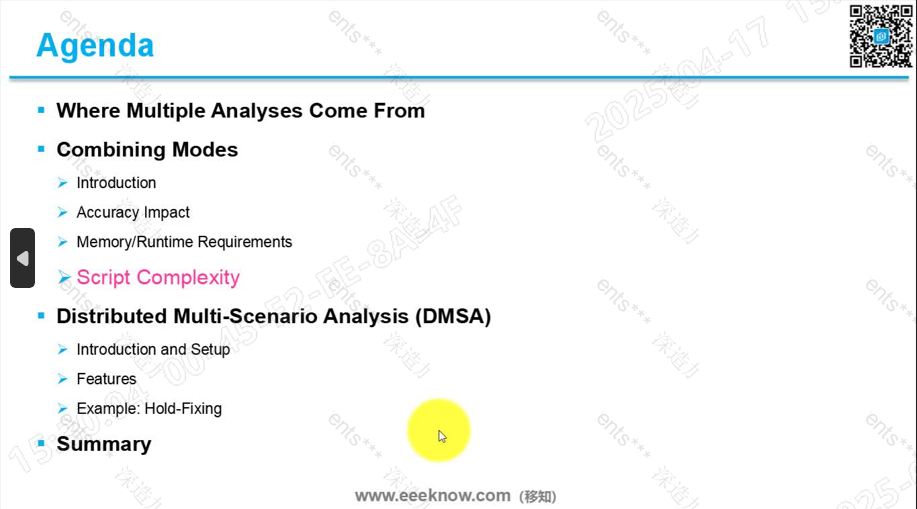 Agenda
Where Multiple Analyses Come From
Combining Modes
Introduction
Accuracy Impact
Memory/Runtime Requirements
Script Complexity
Distributed Multi-Scenario Analysis (DMSA)
Introduction and Setup
Features
Example: Hold-Fixing
Summary
www.eeeknow.com（移知）